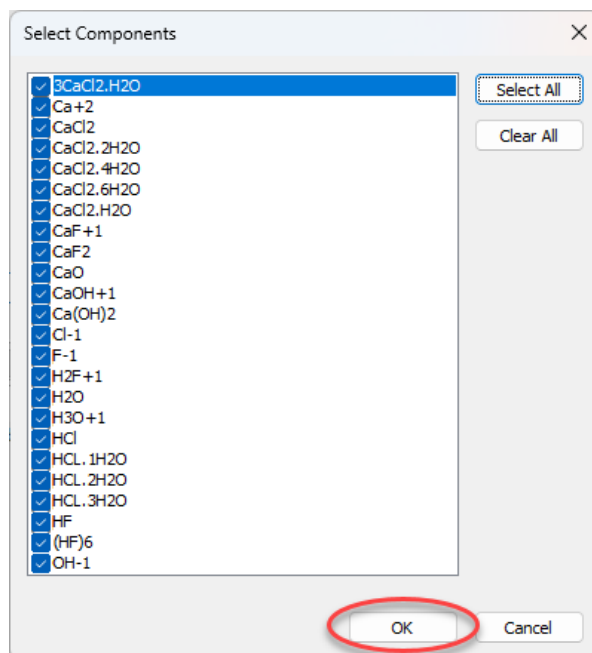 Select Components
3CaCl2.H2O
Select All
Ca+2
CaCl2
Clear All
CaCl2.2H2O
CaCl2.4H2O
CaCl2.6H2O
CaCl2.H2O
CaF+1
CaF2
CaO
CaOH+1
Ca(OH)2
Cl-1
F-1
H2F+1
H2O
H3O+1
HCl
HCL.1H2O
HCL.2H2O
HCL.3H2O
HF
(HF)6
OH-1
OK
Cancel